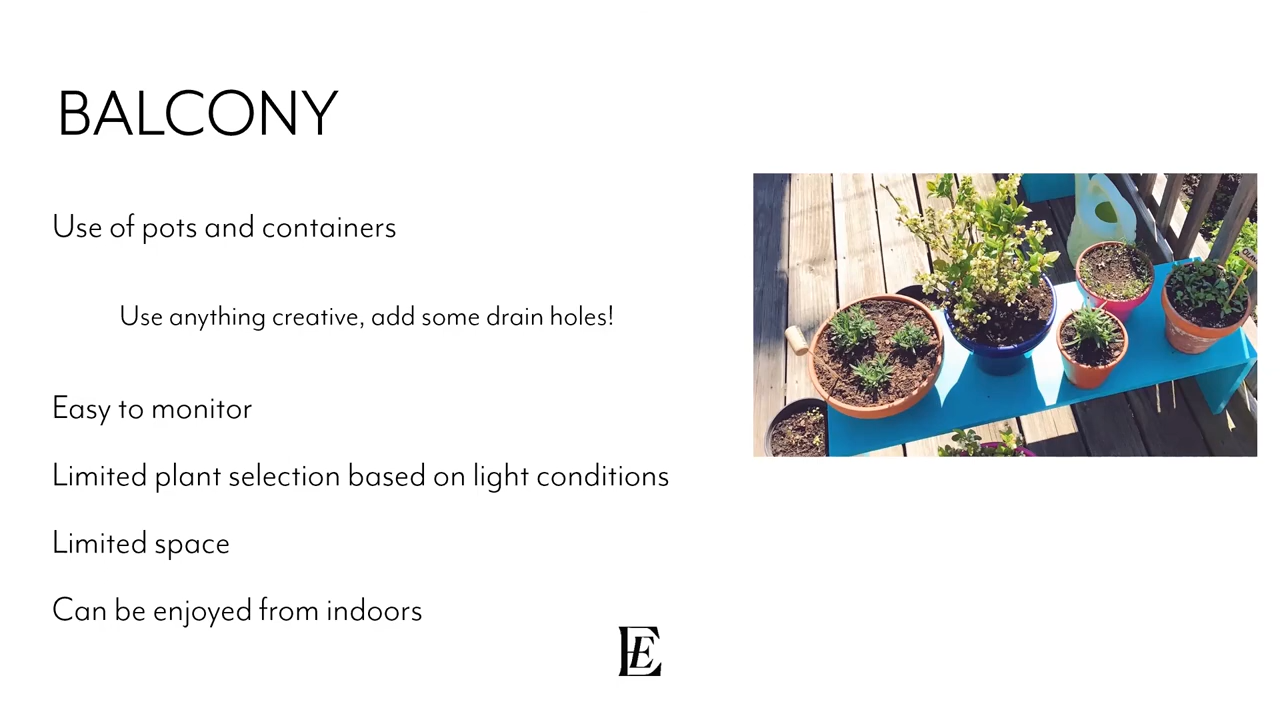 BALCONY
Use of pots and containers
Use anything creative, add some drain holes!
Easy to monitor
Limited plant selection based on light conditions
Limited space
Can be enjoyed from indoors